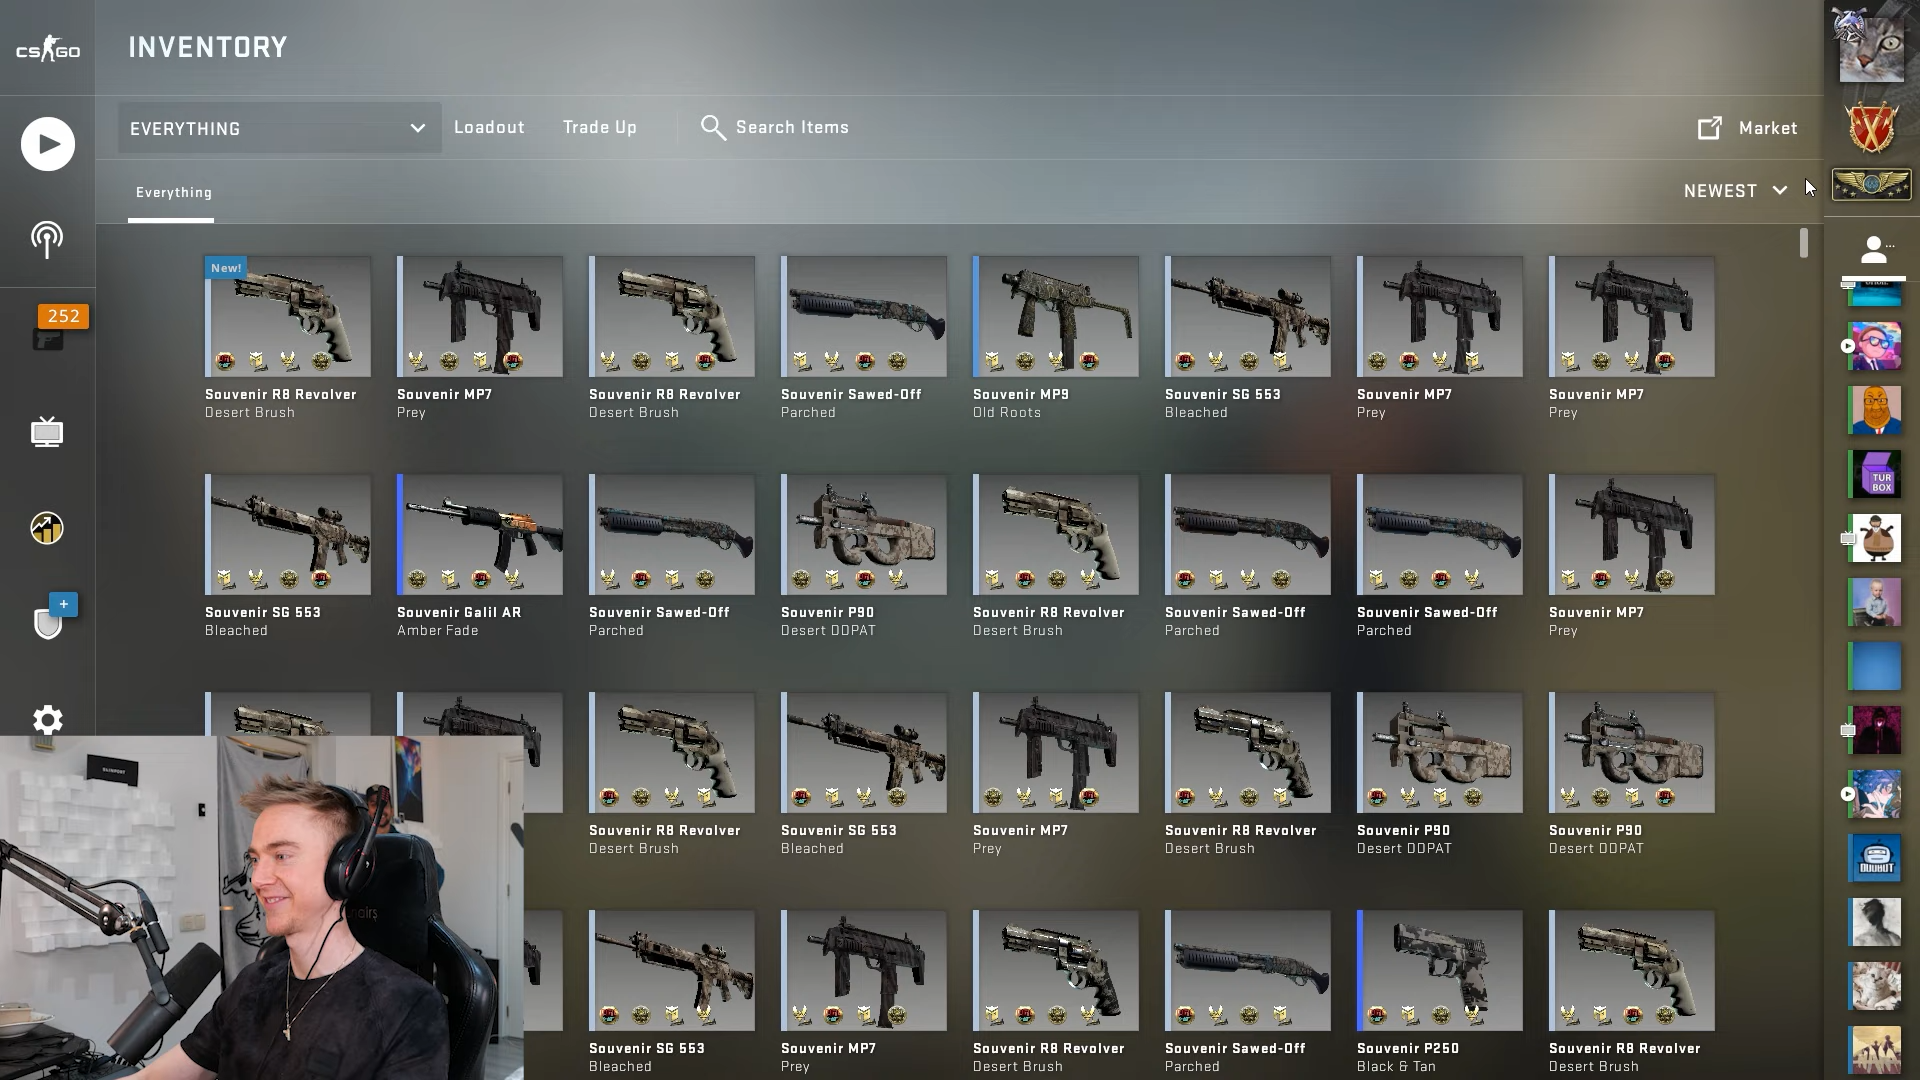 CS GO
INVENTORY
EVERYTHING
Loadout
Trade Up
Search Items
Market
Everything
NEWEST
252
+
New!
Souvenir R8 Revolver
Desert Brush
Souvenir MP7
Prey
Souvenir R8 Revolver
Desert Brush
Souvenir Sawed-Off
Parched
Souvenir MP9
Old Roots
Souvenir SG 553
Bleached
Souvenir MP7
Prey
Souvenir MP7
Prey
Souvenir SG 553
Bleached
Souvenir Galil AR
Amber Fade
Souvenir Sawed-Off
Parched
Souvenir P90
Desert DDPAT
Souvenir R8 Revolver
Desert Brush
Souvenir Sawed-Off
Parched
Souvenir Sawed-Off
Parched
Souvenir MP7
Prey
Souvenir R8 Revolver
Desert Brush
Souvenir SG 553
Bleached
Souvenir MP7
Prey
Souvenir R8 Revolver
Desert Brush
Souvenir P90
Desert DDPAT
Souvenir P90
Desert DDPAT
Souvenir SG 553
Bleached
Souvenir MP7
Prey
Souvenir R8 Revolver
Desert Brush
Souvenir Sawed-Off
Parched
Souvenir P250
Black & Tan
Souvenir R8 Revolver
Desert Brush
...
TUR
BOX
SKINPORT